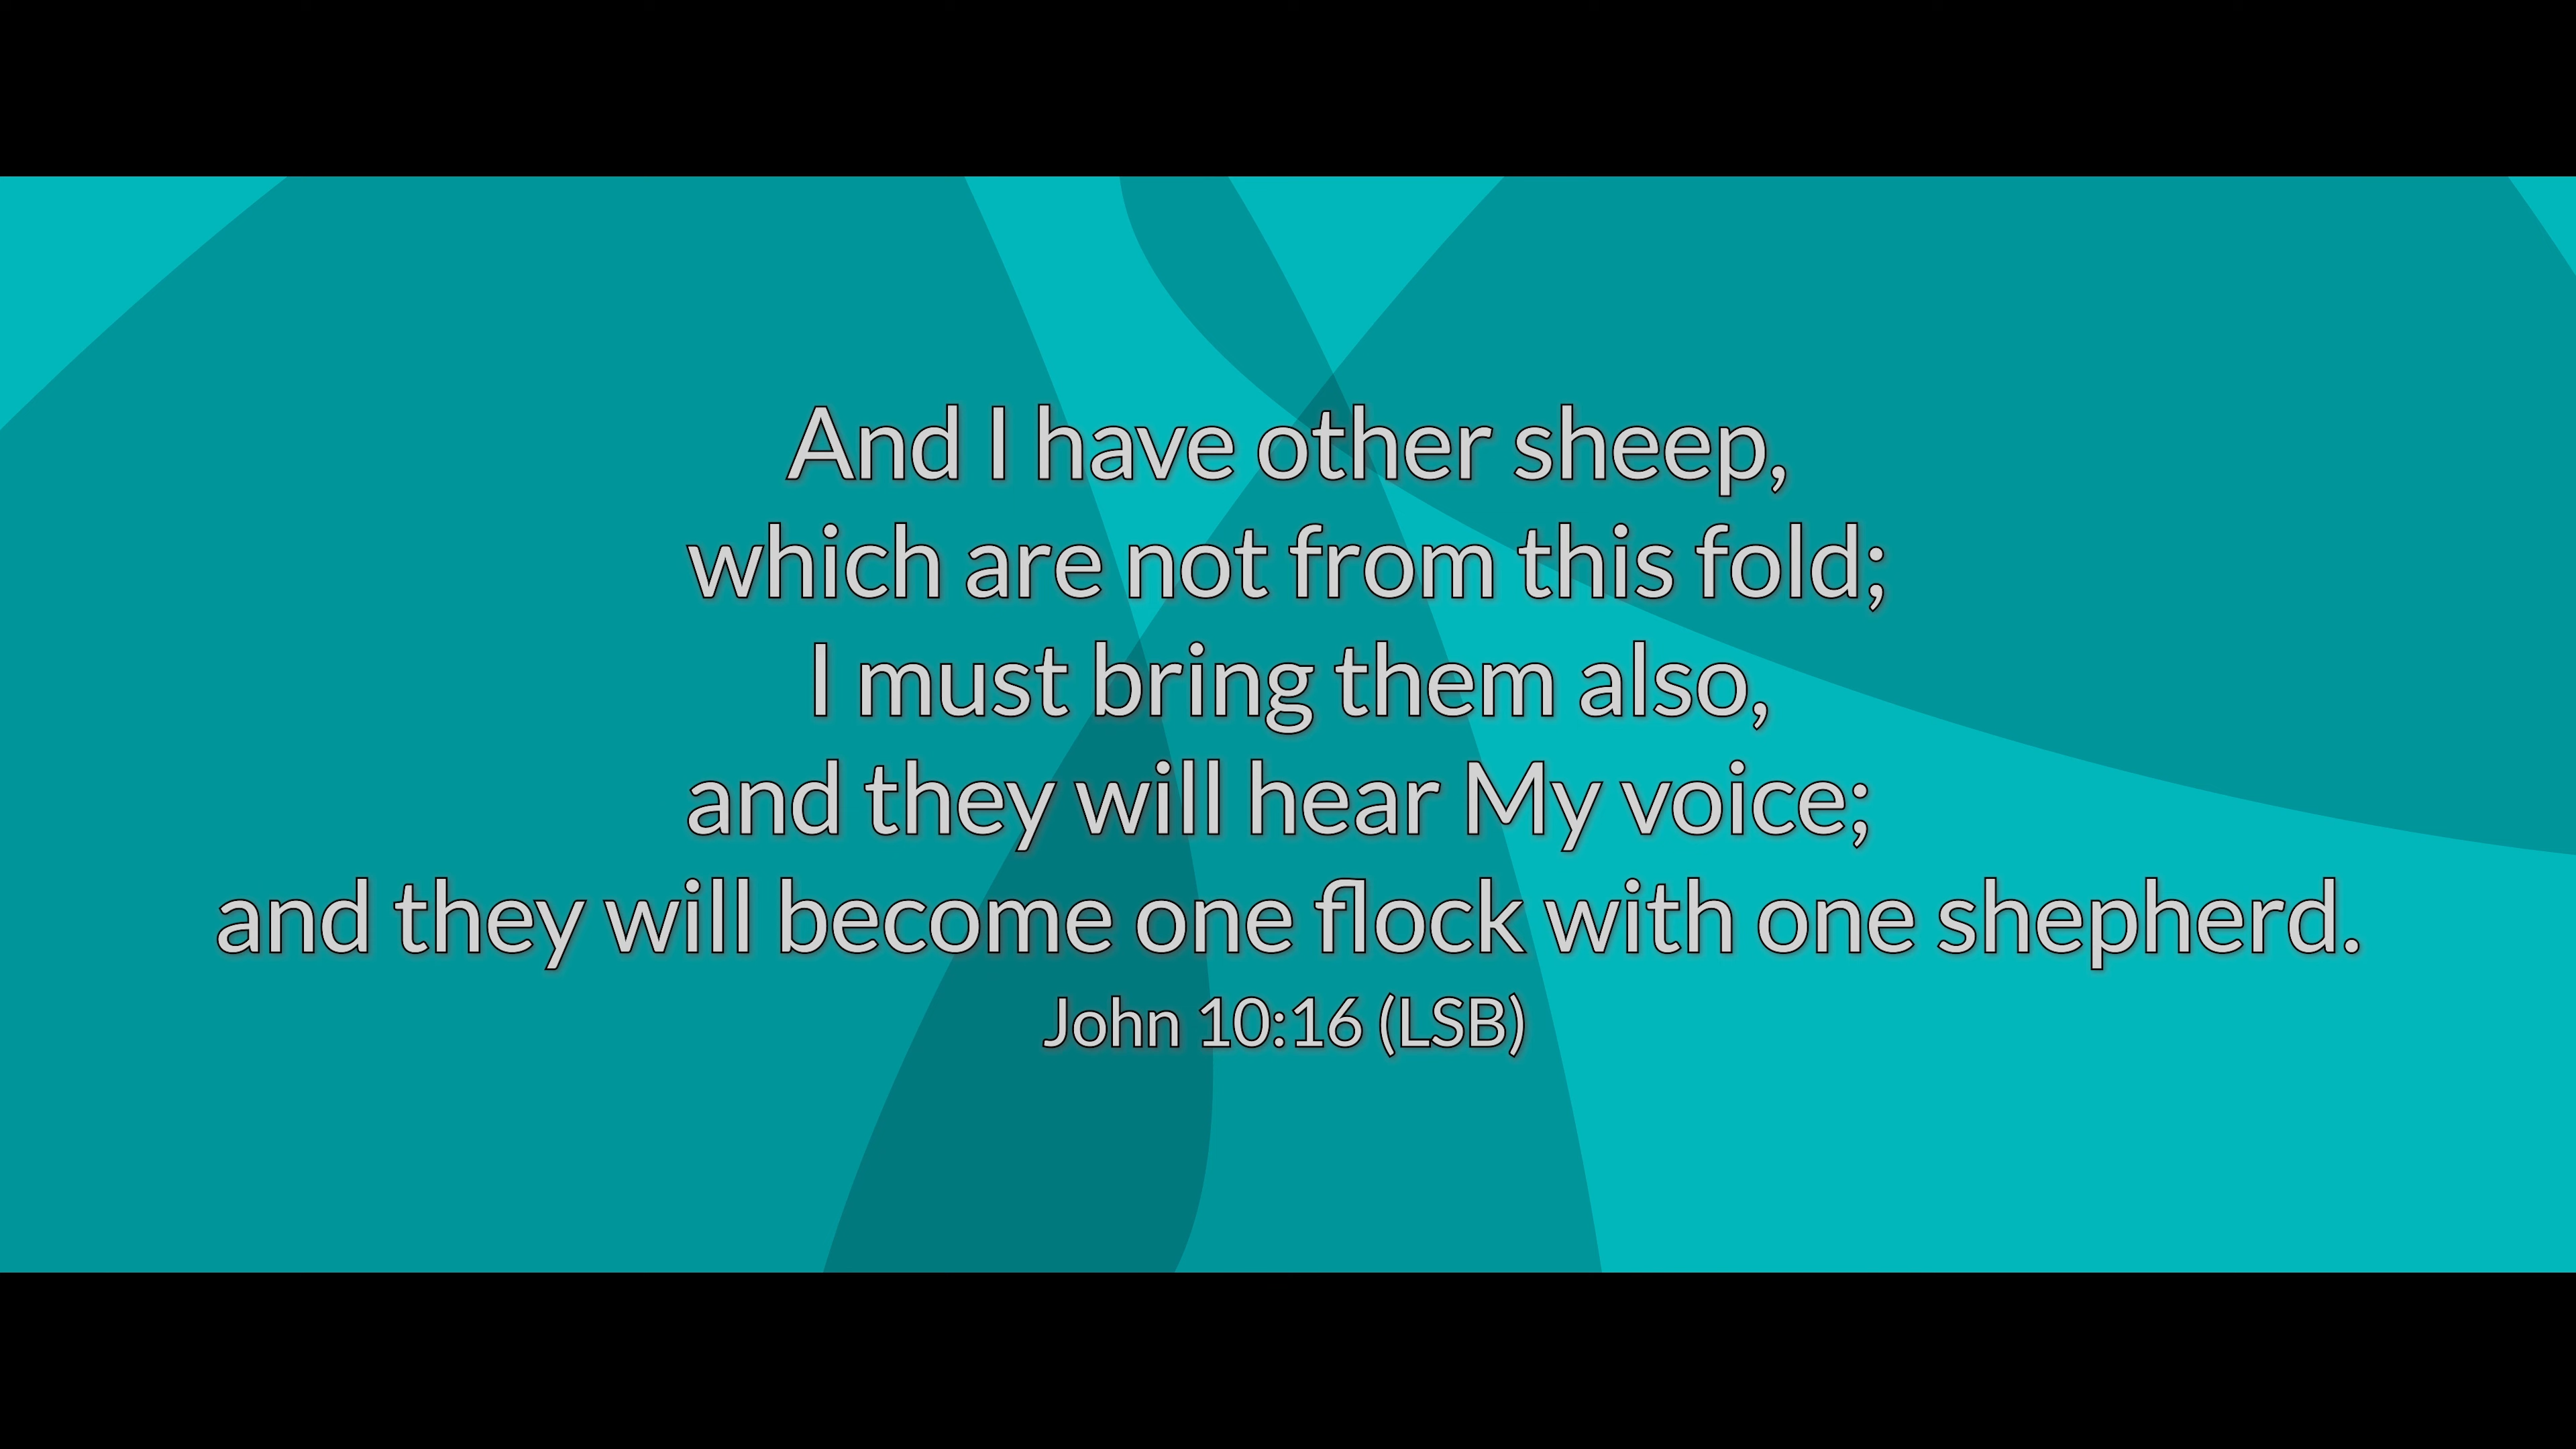 And I have other sheep,
which are not from this fold;
I must bring them also,
and they will hear My voice;
and they will become one flock with one shepherd.
John 10:16 (LSB)